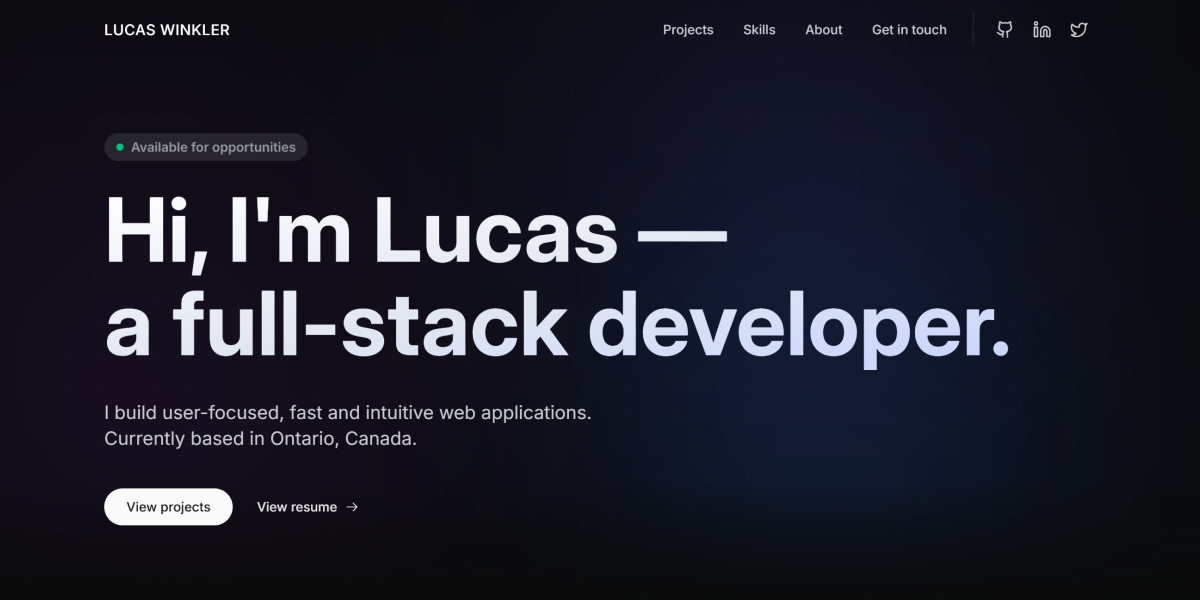 LUCAS WINKLER
Projects
Skills
About
Get in touch
Available for opportunities
Hi, I'm Lucas —
a full-stack developer.
I build user-focused, fast and intuitive web applications.
Currently based in Ontario, Canada.
View projects
View resume →